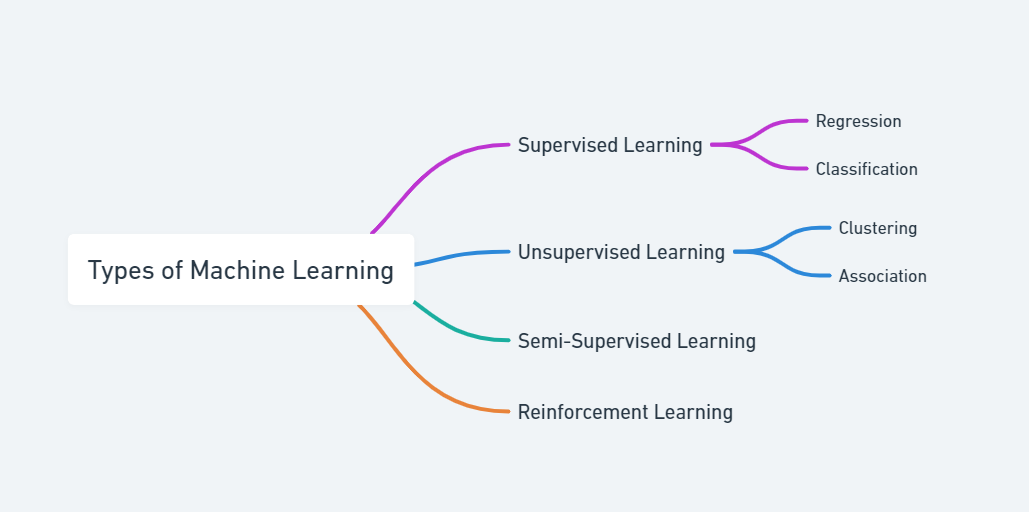 Types of Machine Learning
Supervised Learning
Regression
Classification
Unsupervised Learning
Clustering
Association
Semi-Supervised Learning
Reinforcement Learning